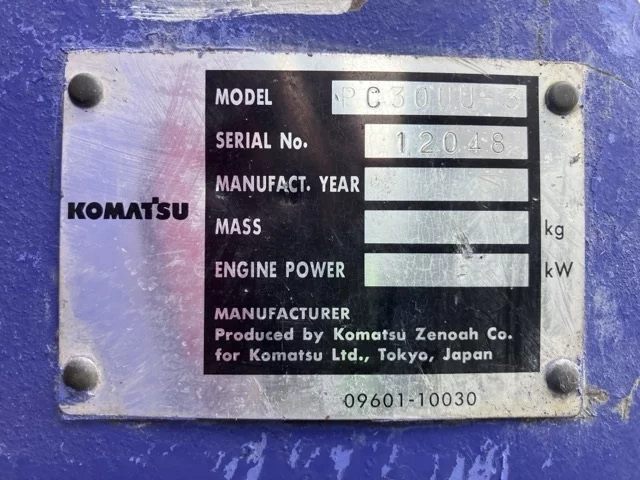 MODEL PC30UU-3
SERIAL No. 12048
MANUFACT. YEAR
KOMATSU
MASS kg
ENGINE POWER kW
MANUFACTURER
Produced by Komatsu Zenoah Co.
for Komatsu Ltd., Tokyo, Japan
09601-10030